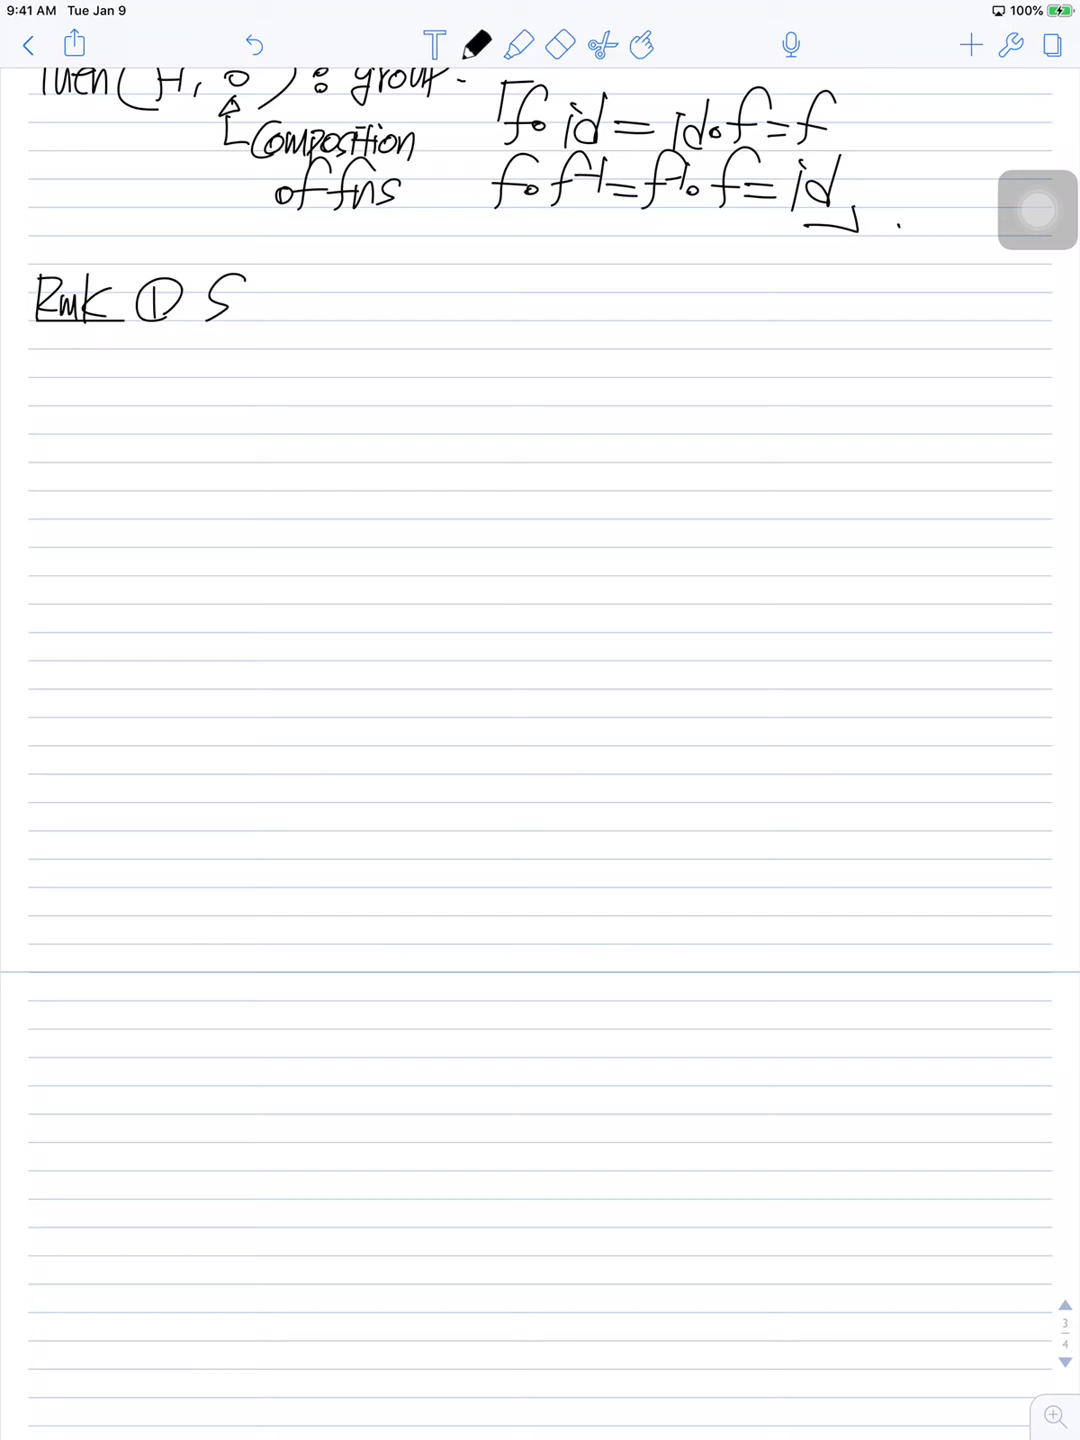 9:41 AM Tue Jan 9
100%
Then (H, ∘) : group.
f∘id = id∘f = f
Composition
of fns
f∘f⁻¹ = f⁻¹∘f = id
Rmk ① S
3
4